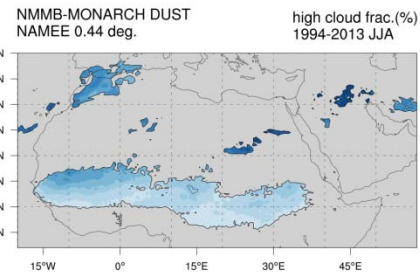 NMMB-MONARCH DUST
NAMEE 0.44 deg.
high cloud frac.(%)
1994-2013 JJA
N
N
N
N
N
N
N
N
15°W 0° 15°E 30°E 45°E